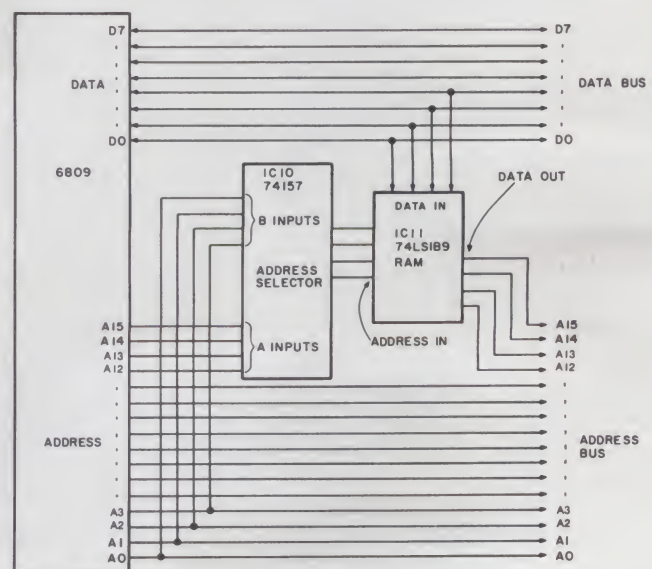 D7
D7
DATA
DATA BUS
D0
D0
6809
IC10
74157
DATA OUT
B INPUTS
DATA IN
IC11
74LS189
RAM
ADDRESS
SELECTOR
A15
A14
A13
A12
A INPUTS
ADDRESS IN
A15
A14
A13
A12
ADDRESS
ADDRESS
BUS
A3
A2
A1
A0
A3
A2
A1
A0